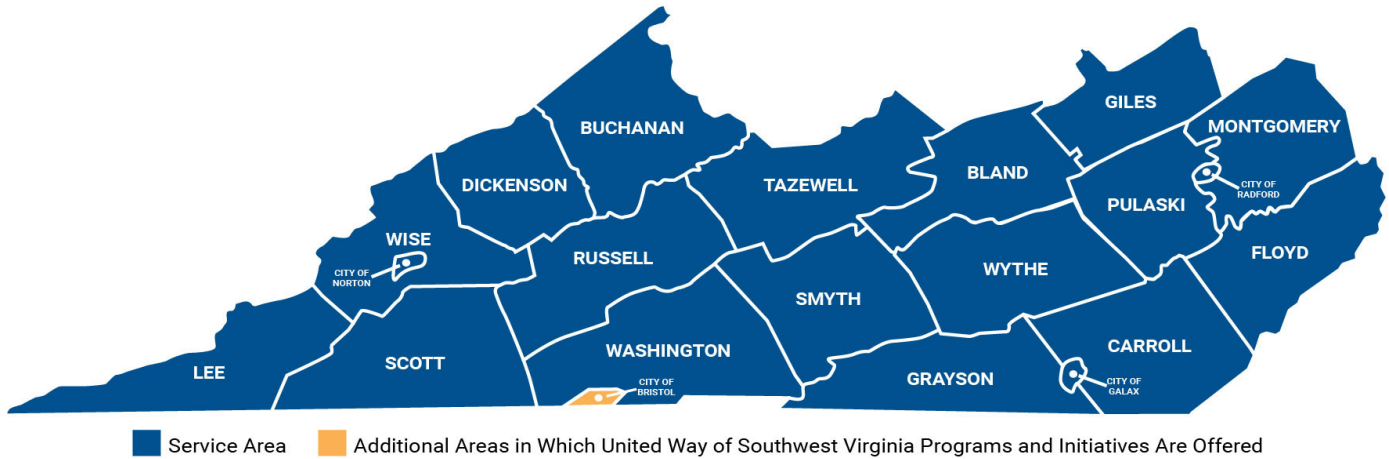 GILES
MONTGOMERY
BUCHANAN
BLAND
DICKENSON
TAZEWELL
CITY OF
RADFORD
PULASKI
WISE
FLOYD
RUSSELL
CITY OF
NORTON
WYTHE
SMYTH
WASHINGTON
CARROLL
SCOTT
LEE
GRAYSON
CITY OF
BRISTOL
CITY OF
GALAX
Service Area
Additional Areas in Which United Way of Southwest Virginia Programs and Initiatives Are Offered